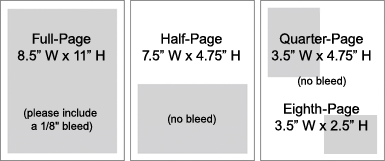 Full-Page
8.5” W x 11” H
(please include
a 1/8" bleed)
Half-Page
7.5” W x 4.75” H
(no bleed)
Quarter-Page
3.5” W x 4.75” H
(no bleed)
Eighth-Page
3.5” W x 2.5” H